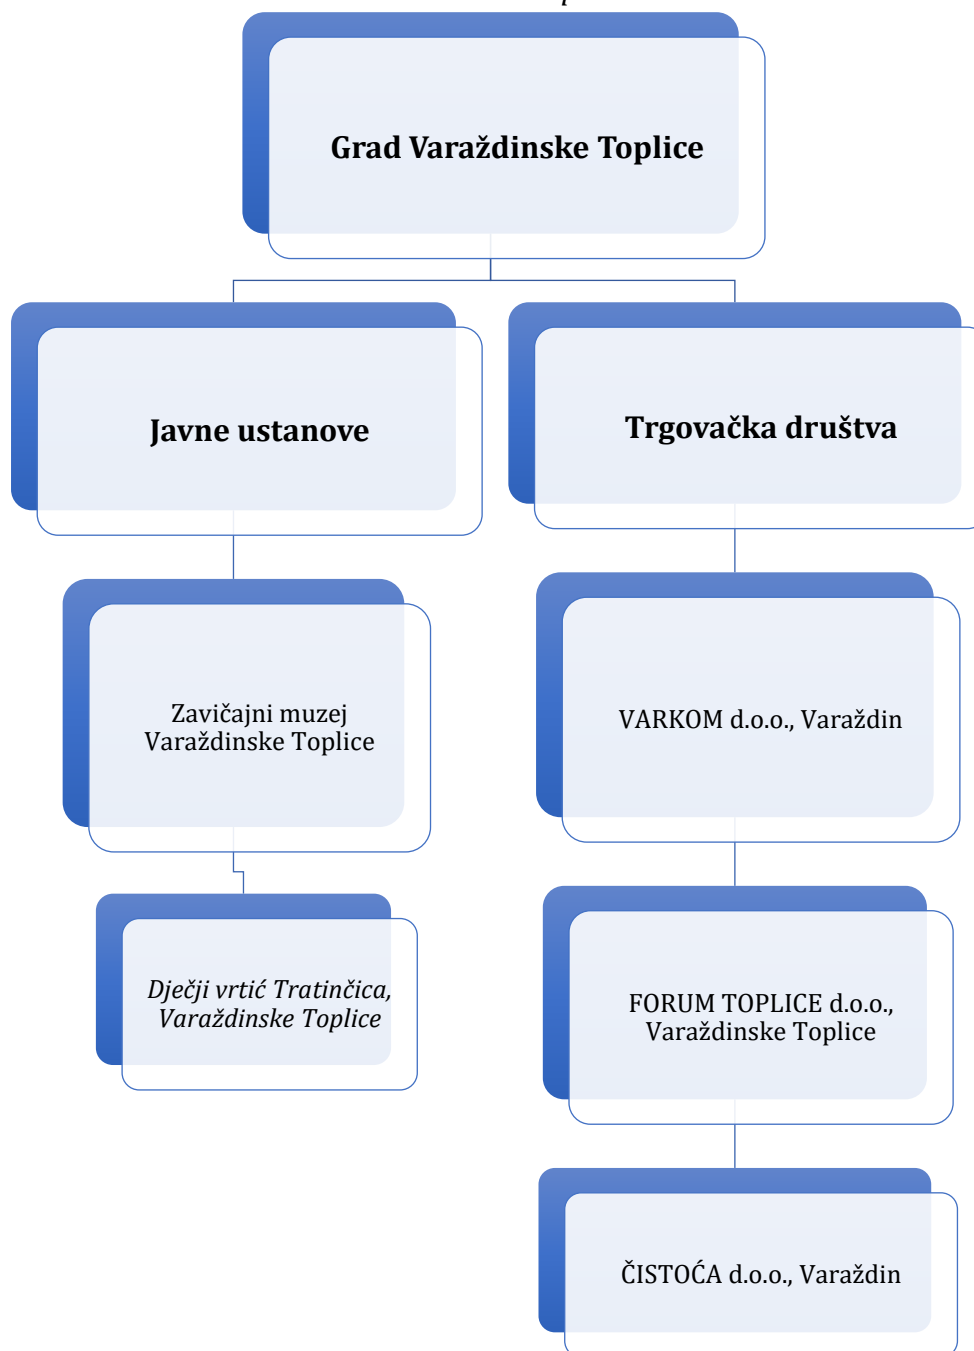 Grad Varaždinske Toplice
Javne ustanove
Trgovačka društva
Zavičajni muzej
Varaždinske Toplice
VARKOM d.o.o., Varaždin
Dječji vrtić Tratinčica,
Varaždinske Toplice
FORUM TOPLICE d.o.o.,
Varaždinske Toplice
ČISTOĆA d.o.o., Varaždin